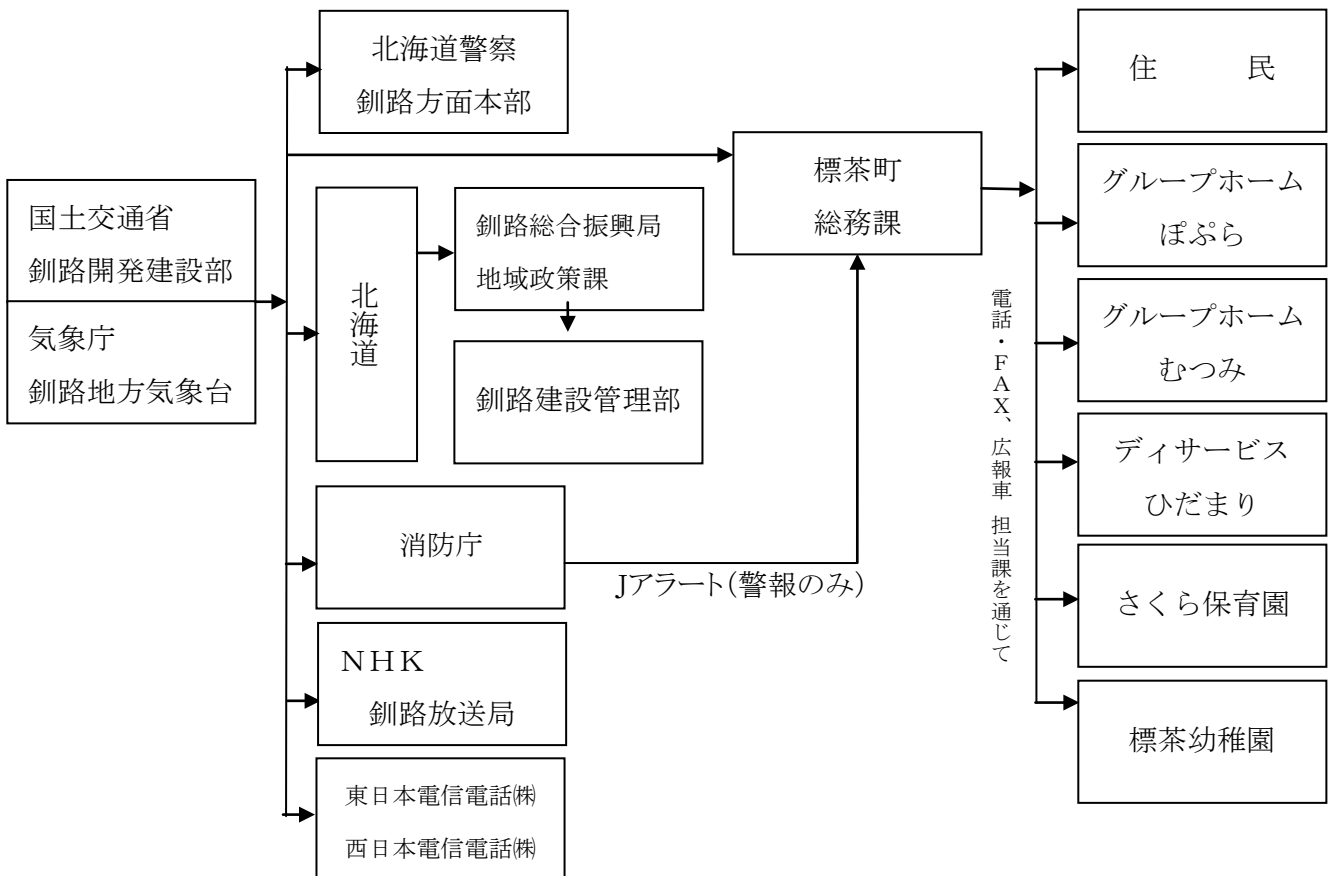 北海道警察
釧路方面本部
国土交通省
釧路開発建設部
気象庁
釧路地方気象台
北海道
釧路総合振興局
地域政策課
釧路建設管理部
消防庁
Jアラート(警報のみ)
NHK
釧路放送局
東日本電信電話㈱
西日本電信電話㈱
標茶町
総務課
電話・FAX、広報車 担当課を通じて
住 民
グループホーム
ぽぷら
グループホーム
むつみ
ディサービス
ひだまり
さくら保育園
標茶幼稚園